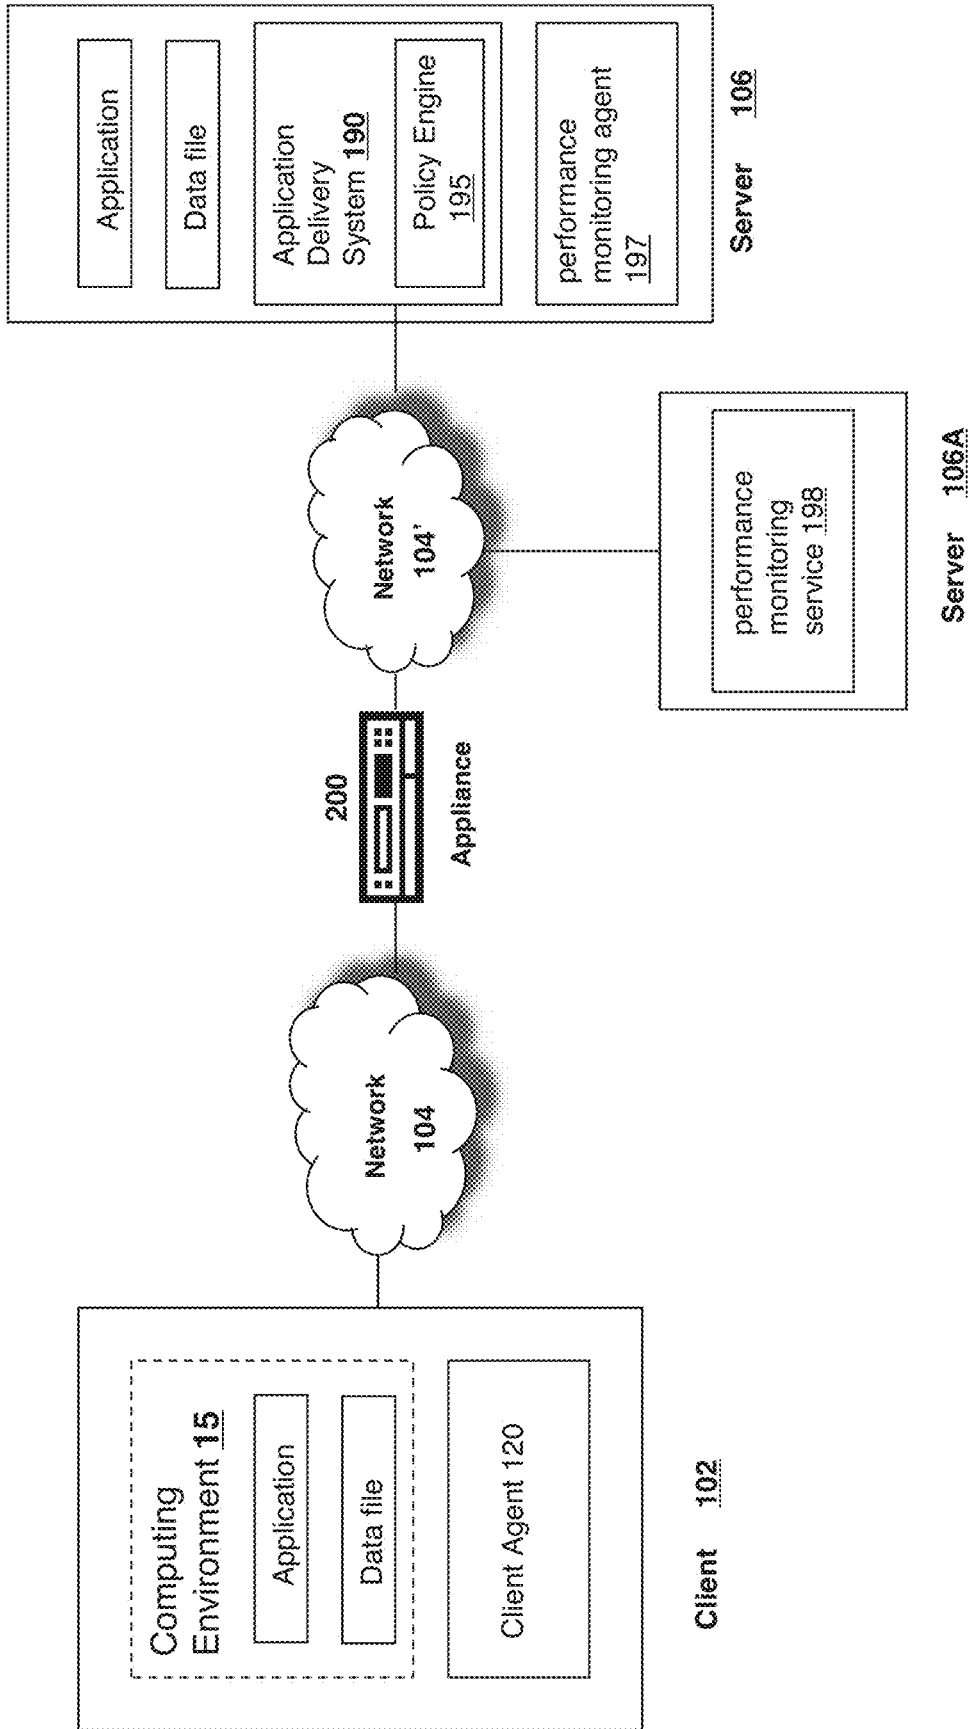 Computing
Environment 15
Application
Data file
Client Agent 120
Client 102
Network
104
200
Appliance
Network
104'
performance
monitoring
service 198
Server 106A
Application
Data file
Application
Delivery
System 190
Policy Engine
195
performance
monitoring agent
197
Server 106